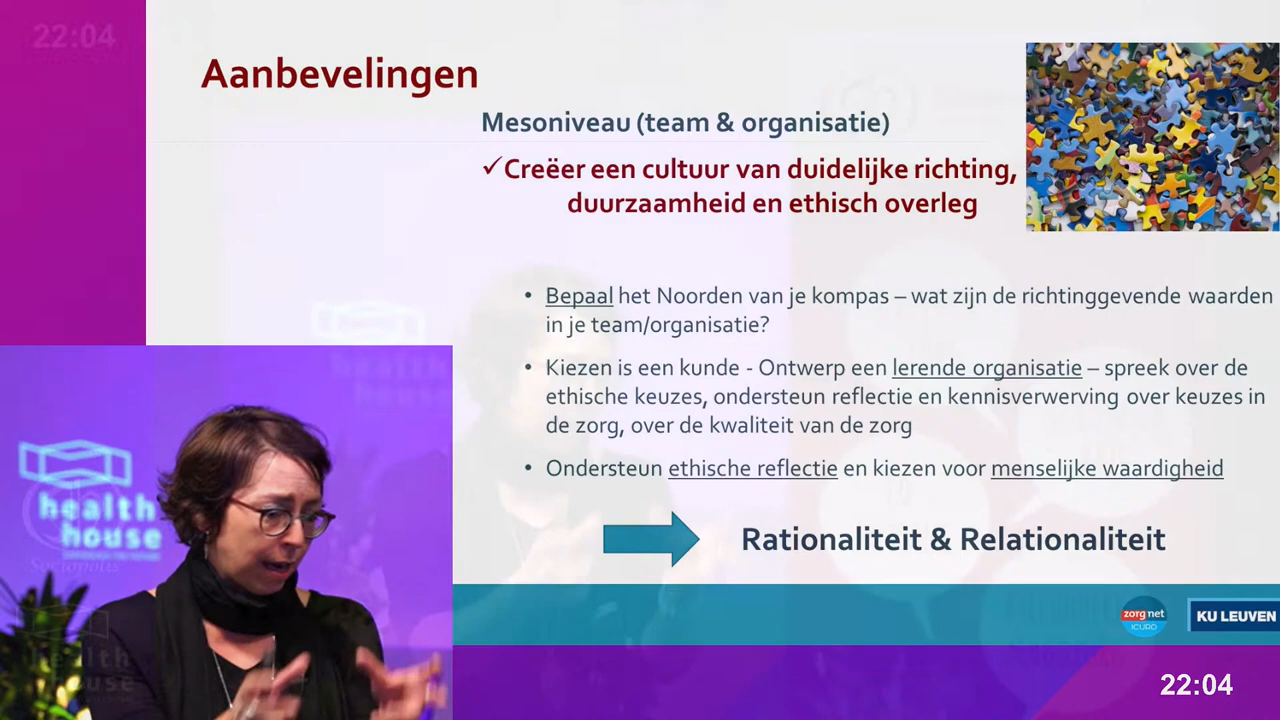 22:04
Aanbevelingen
Mesoniveau (team & organisatie)
✓Creëer een cultuur van duidelijke richting,
duurzaamheid en ethisch overleg
• Bepaal het Noorden van je kompas – wat zijn de richtinggevende waarden
in je team/organisatie?
• Kiezen is een kunde - Ontwerp een lerende organisatie – spreek over de
ethische keuzes, ondersteun reflectie en kennisverwerving over keuzes in
de zorg, over de kwaliteit van de zorg
• Ondersteun ethische reflectie en kiezen voor menselijke waardigheid
Rationaliteit & Relationaliteit
health
house
Sociopolis
health
house
zorgnet
ICURO
KU LEUVEN
22:04